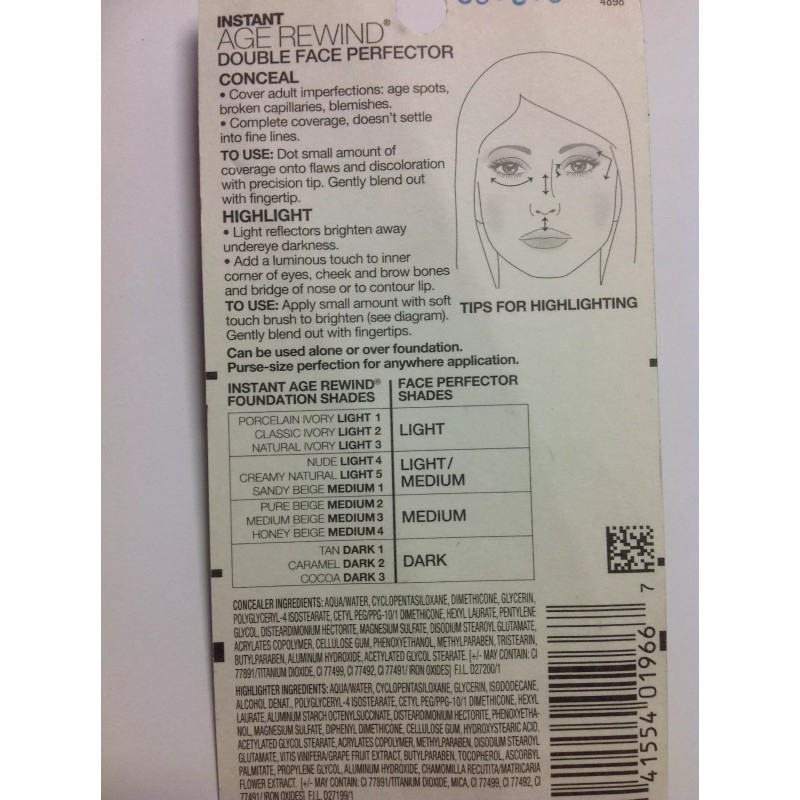 4898
INSTANT
AGE REWIND®
DOUBLE FACE PERFECTOR
CONCEAL
• Cover adult imperfections: age spots,
broken capillaries, blemishes.
• Complete coverage, doesn't settle
into fine lines.
TO USE: Dot small amount of
coverage onto flaws and discoloration
with precision tip. Gently blend out
with fingertip.
HIGHLIGHT
• Light reflectors brighten away
undereye darkness.
• Add a luminous touch to inner
corner of eyes, cheek and brow bones
and bridge of nose or to contour lip.
TO USE: Apply small amount with soft
touch brush to brighten (see diagram).
Gently blend out with fingertips.
TIPS FOR HIGHLIGHTING
Can be used alone or over foundation.
Purse-size perfection for anywhere application.
INSTANT AGE REWIND® FACE PERFECTOR
FOUNDATION SHADES SHADES
PORCELAIN IVORY LIGHT 1
CLASSIC IVORY LIGHT 2
NATURAL IVORY LIGHT 3
LIGHT
NUDE LIGHT 4
CREAMY NATURAL LIGHT 5
SANDY BEIGE MEDIUM 1
LIGHT/
MEDIUM
PURE BEIGE MEDIUM 2
MEDIUM BEIGE MEDIUM 3
HONEY BEIGE MEDIUM 4
MEDIUM
TAN DARK 1
CARAMEL DARK 2
COCOA DARK 3
DARK
CONCEALER INGREDIENTS: AQUA/WATER, CYCLOPENTASILOXANE, DIMETHICONE, GLYCERIN,
POLYGLYCERYL-4 ISOSTEARATE, CETYL PEG/PPG-10/1 DIMETHICONE, HEXYL LAURATE, PENTYLENE
GLYCOL, DISTEARDIMONIUM HECTORITE, MAGNESIUM SULFATE, DISODIUM STEAROYL GLUTAMATE,
ACRYLATES COPOLYMER, CELLULOSE GUM, PHENOXYETHANOL, METHYLPARABEN, TRISTEARIN,
BUTYLPARABEN, ALUMINUM HYDROXIDE, ACETYLATED GLYCOL STEARATE. [+/- MAY CONTAIN: CI
77891/TITANIUM DIOXIDE, CI 77499, CI 77492, CI 77491/ IRON OXIDES] F.I.L. D27200/1
HIGHLIGHTER INGREDIENTS: AQUA/WATER, CYCLOPENTASILOXANE, GLYCERIN, ISODODECANE,
ALCOHOL DENAT., POLYGLYCERYL-4 ISOSTEARATE, CETYL PEG/PPG-10/1 DIMETHICONE, HEXYL
LAURATE, ALUMINUM STARCH OCTENYLSUCCINATE, DISTEARDIMONIUM HECTORITE, PHENOXYETHA-
NOL, MAGNESIUM SULFATE, DIPHENYL DIMETHICONE, CELLULOSE GUM, HYDROXYSTEARIC ACID,
ACETYLATED GLYCOL STEARATE, ACRYLATES COPOLYMER, METHYLPARABEN, DISODIUM STEAROYL
GLUTAMATE, VITIS VINIFERA/GRAPE FRUIT EXTRACT, BUTYLPARABEN, TOCOPHEROL, ASCORBYL
PALMITATE, PROPYLENE GLYCOL, ALUMINUM HYDROXIDE, CHAMOMILLA RECUTITA/MATRICARIA
FLOWER EXTRACT. [+/- MAY CONTAIN: CI 77891/TITANIUM DIOXIDE, MICA, CI 77499, CI 77492, CI
77491/ IRON OXIDES] F.I.L. D27199/1
41554 01966 7